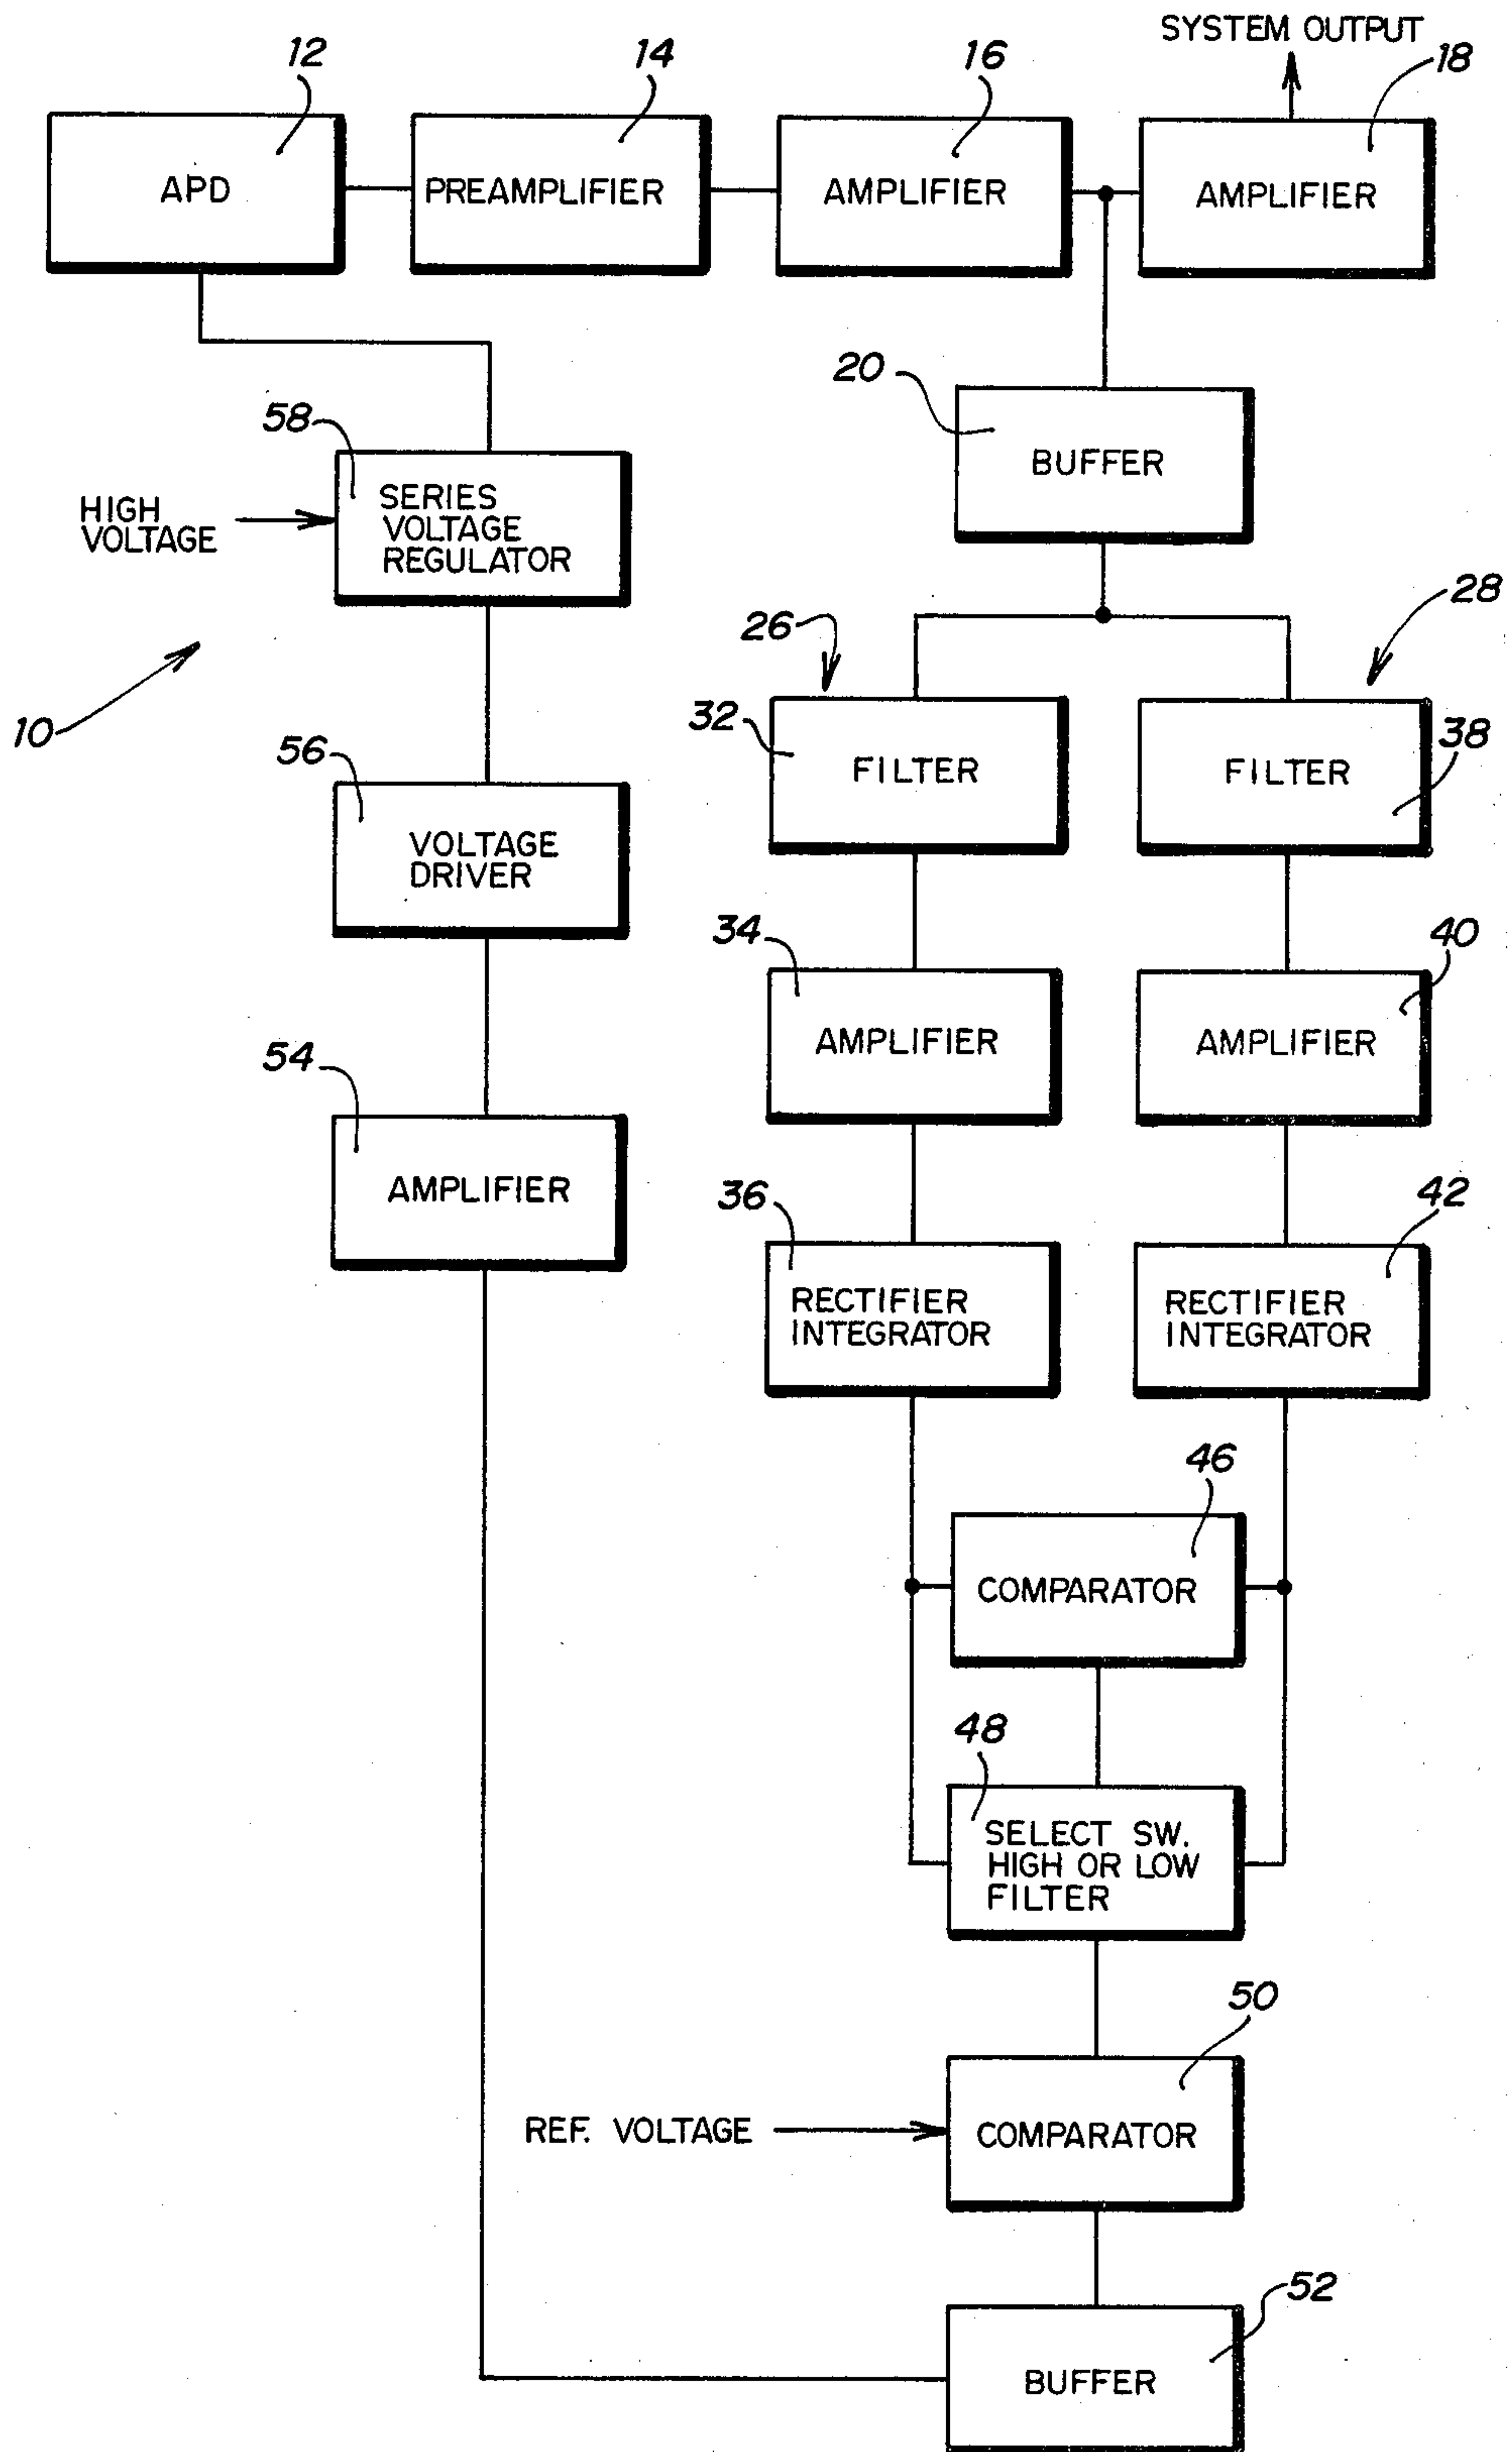 SYSTEM OUTPUT
12
14
16
18
APD
PREAMPLIFIER
AMPLIFIER
AMPLIFIER
20
BUFFER
58
HIGH
VOLTAGE
SERIES
VOLTAGE
REGULATOR
10
26
28
32
FILTER
38
FILTER
56
VOLTAGE
DRIVER
34
AMPLIFIER
40
AMPLIFIER
54
AMPLIFIER
36
RECTIFIER
INTEGRATOR
42
RECTIFIER
INTEGRATOR
46
COMPARATOR
48
SELECT SW.
HIGH OR LOW
FILTER
50
REF. VOLTAGE
COMPARATOR
52
BUFFER